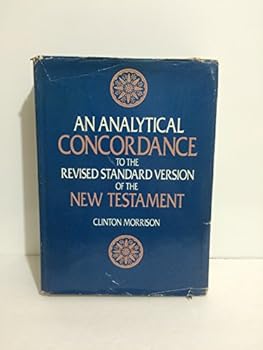 AN ANALYTICAL
CONCORDANCE
TO THE
REVISED STANDARD VERSION
OF THE
NEW TESTAMENT
CLINTON MORRISON